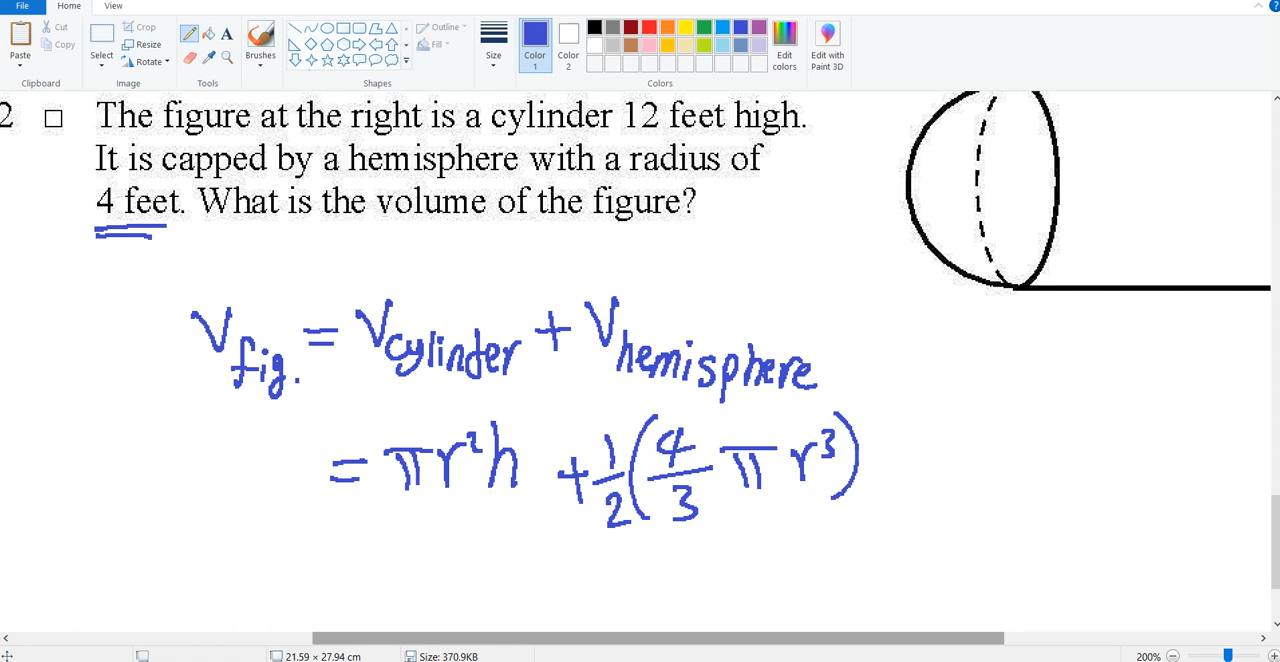 File Home View
Paste Cut Copy Clipboard
Select Crop Resize Rotate Image
A Tools
Brushes
Shapes Outline Fill
Size
Color 1 Color 2 Colors
Edit colors
Edit with Paint 3D
2 □ The figure at the right is a cylinder 12 feet high.
It is capped by a hemisphere with a radius of
4 feet. What is the volume of the figure?
V fig. = V cylinder + V hemisphere
= πr²h + 1/2 (4/3 πr³)
21.59 × 27.94 cm Size: 370.9KB 200%